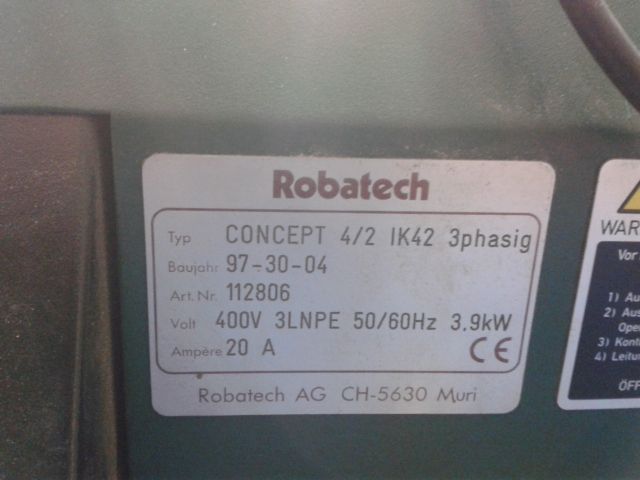 Robatech
Typ CONCEPT 4/2 IK42 3phasig
Baujahr 97-30-04
Art.Nr. 112806
Volt 400V 3LNPE 50/60Hz 3.9kW
Ampère 20 A CE
Robatech AG CH-5630 Muri
WAR
Vor
1) Au
2) Aus
Ope
3) Kont
4) Leitu
ÖFF